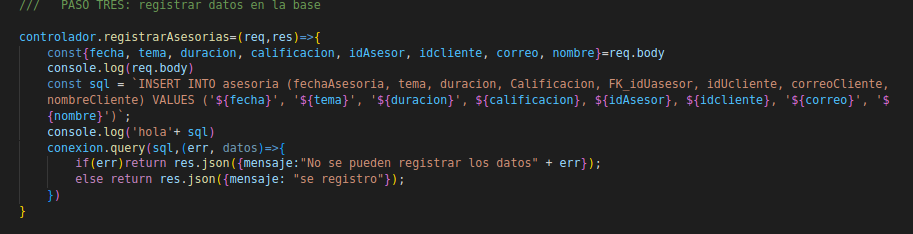 ///   PASO TRES: registrar datos en la base
controlador.registrarAsesorias=(req,res)=>{
const{fecha, tema, duracion, calificacion, idAsesor, idcliente, correo, nombre}=req.body
console.log(req.body)
const sql = `INSERT INTO asesoria (fechaAsesoria, tema, duracion, Calificacion, FK_idUasesor, idUcliente, correoCliente,
nombreCliente) VALUES ('${fecha}', '${tema}', '${duracion}', ${calificacion}, ${idAsesor}, ${idcliente}, '${correo}', '$
{nombre}')`;
console.log('hola'+ sql)
conexion.query(sql,(err, datos)=>{
if(err)return res.json({mensaje:"No se pueden registrar los datos" + err});
else return res.json({mensaje: "se registro"});
})
}